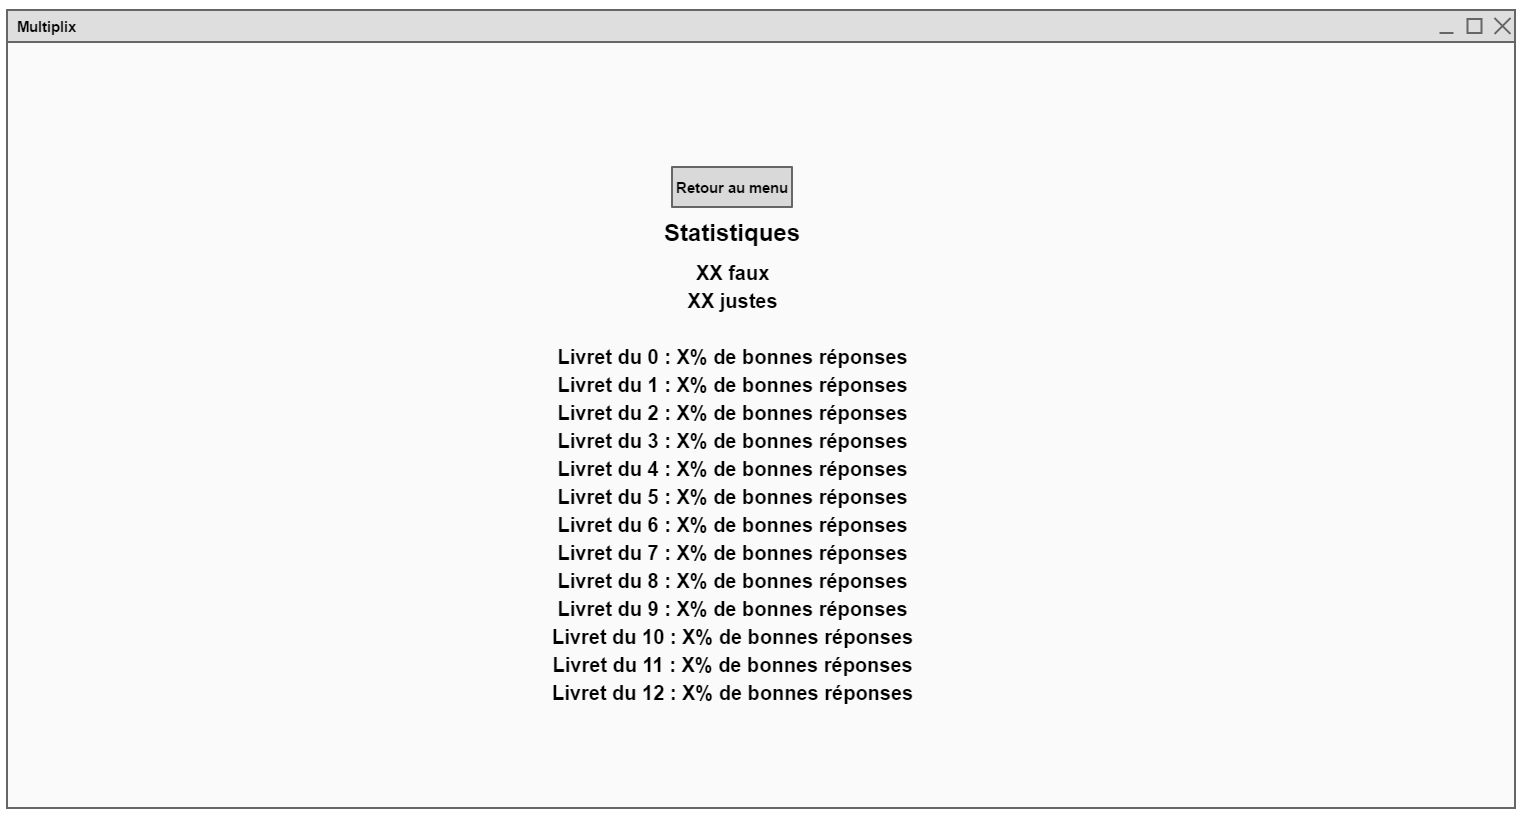 Multiplix
Retour au menu
Statistiques
XX faux
XX justes
Livret du 0 : X% de bonnes réponses
Livret du 1 : X% de bonnes réponses
Livret du 2 : X% de bonnes réponses
Livret du 3 : X% de bonnes réponses
Livret du 4 : X% de bonnes réponses
Livret du 5 : X% de bonnes réponses
Livret du 6 : X% de bonnes réponses
Livret du 7 : X% de bonnes réponses
Livret du 8 : X% de bonnes réponses
Livret du 9 : X% de bonnes réponses
Livret du 10 : X% de bonnes réponses
Livret du 11 : X% de bonnes réponses
Livret du 12 : X% de bonnes réponses